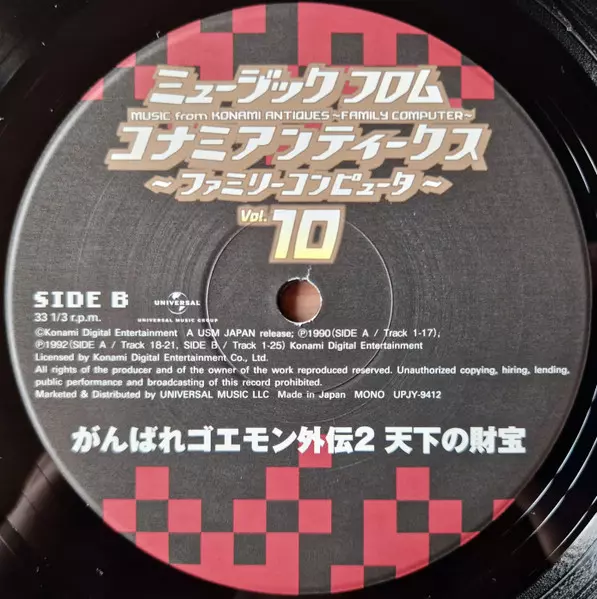 ミュージック フロム
MUSIC from KONAMI ANTIQUES ~FAMILY COMPUTER~
コナミアンティークス
～ファミリーコンピュータ～
Vol. 10
SIDE B
33 1/3 r.p.m.
UNIVERSAL
UNIVERSAL MUSIC GROUP
©Konami Digital Entertainment A USM JAPAN release; ℗1990(SIDE A / Track 1-17),
℗1992(SIDE A / Track 18-21, SIDE B / Track 1-25) Konami Digital Entertainment
Licensed by Konami Digital Entertainment Co., Ltd.
All rights of the producer and of the owner of the work reproduced reserved. Unauthorized copying, hiring, lending,
public performance and broadcasting of this record prohibited.
Marketed & Distributed by UNIVERSAL MUSIC LLC Made in Japan MONO UPJY-9412
がんばれゴエモン外伝2 天下の財宝